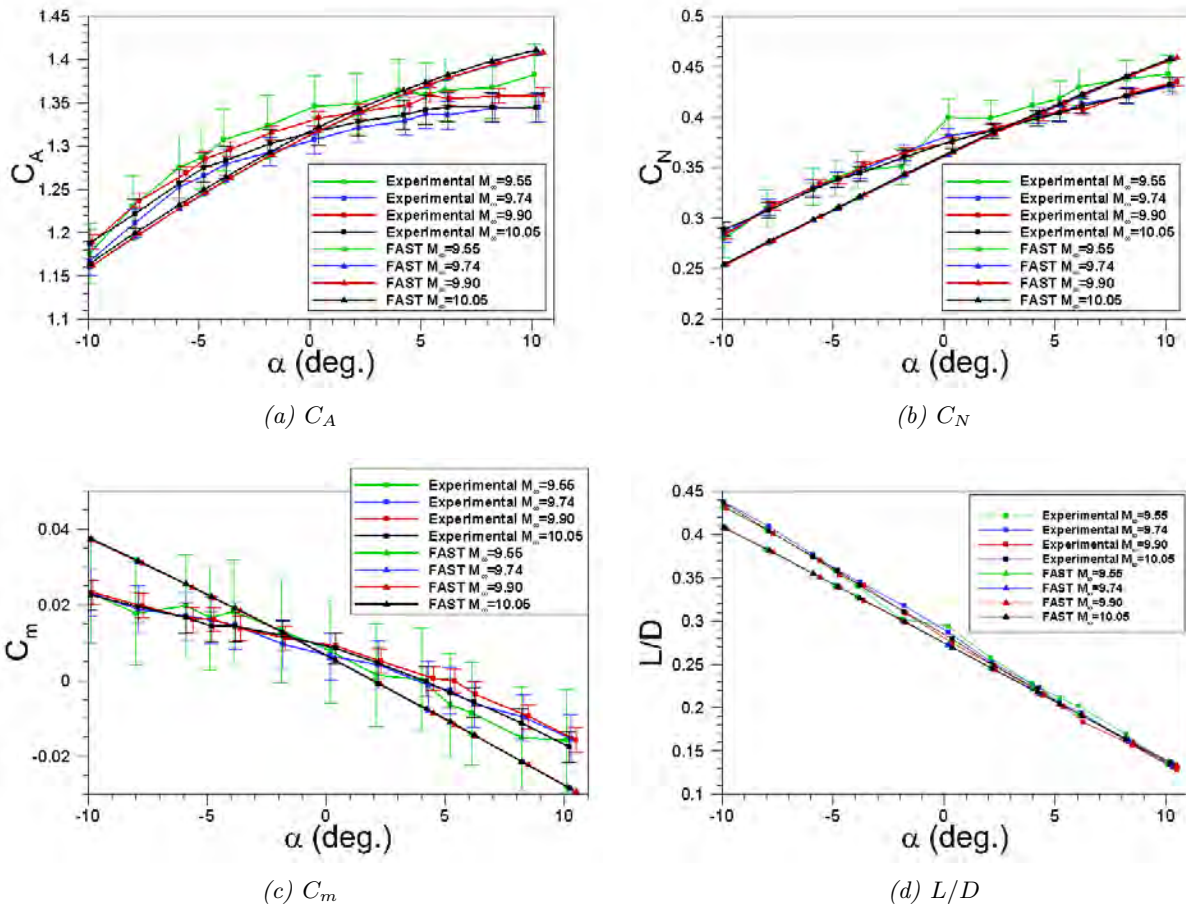 1.45
1.4
1.35
1.3
1.25
1.2
1.15
1.1
C_A
-10 -5 0 5 10
α (deg.)
Experimental M∞=9.55
Experimental M∞=9.74
Experimental M∞=9.90
Experimental M∞=10.05
FAST M∞=9.55
FAST M∞=9.74
FAST M∞=9.90
FAST M∞=10.05
(a) C_A
0.5
0.45
0.4
0.35
0.3
0.25
0.2
C_N
-10 -5 0 5 10
α (deg.)
Experimental M∞=9.55
Experimental M∞=9.74
Experimental M∞=9.90
Experimental M∞=10.05
FAST M∞=9.55
FAST M∞=9.74
FAST M∞=9.90
FAST M∞=10.05
(b) C_N
0.04
0.02
0
-0.02
C_m
-10 -5 0 5 10
α (deg.)
Experimental M∞=9.55
Experimental M∞=9.74
Experimental M∞=9.90
Experimental M∞=10.05
FAST M∞=9.55
FAST M∞=9.74
FAST M∞=9.90
FAST M∞=10.05
(c) C_m
0.45
0.4
0.35
0.3
0.25
0.2
0.15
0.1
L/D
-10 -5 0 5 10
α (deg.)
Experimental M∞=9.55
Experimental M∞=9.74
Experimental M∞=9.90
Experimental M∞=10.05
FAST M∞=9.55
FAST M∞=9.74
FAST M∞=9.90
FAST M∞=10.05
(d) L/D